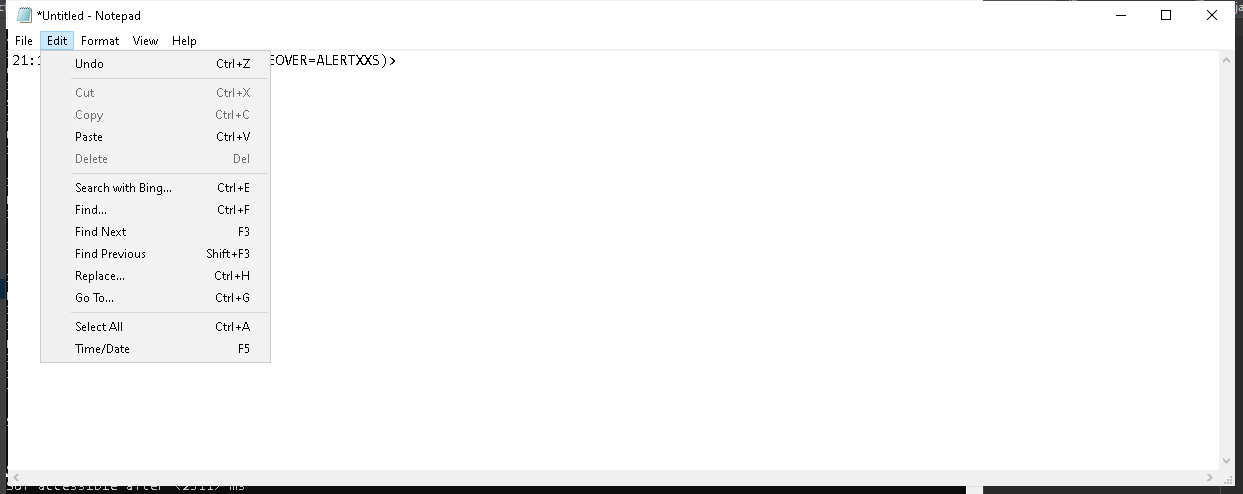 *Untitled - Notepad
File Edit Format View Help
21:1 EOVER=ALERTXXS)>
Undo Ctrl+Z
Cut Ctrl+X
Copy Ctrl+C
Paste Ctrl+V
Delete Del
Search with Bing... Ctrl+E
Find... Ctrl+F
Find Next F3
Find Previous Shift+F3
Replace... Ctrl+H
Go To... Ctrl+G
Select All Ctrl+A
Time/Date F5
accessible after <2511> ms